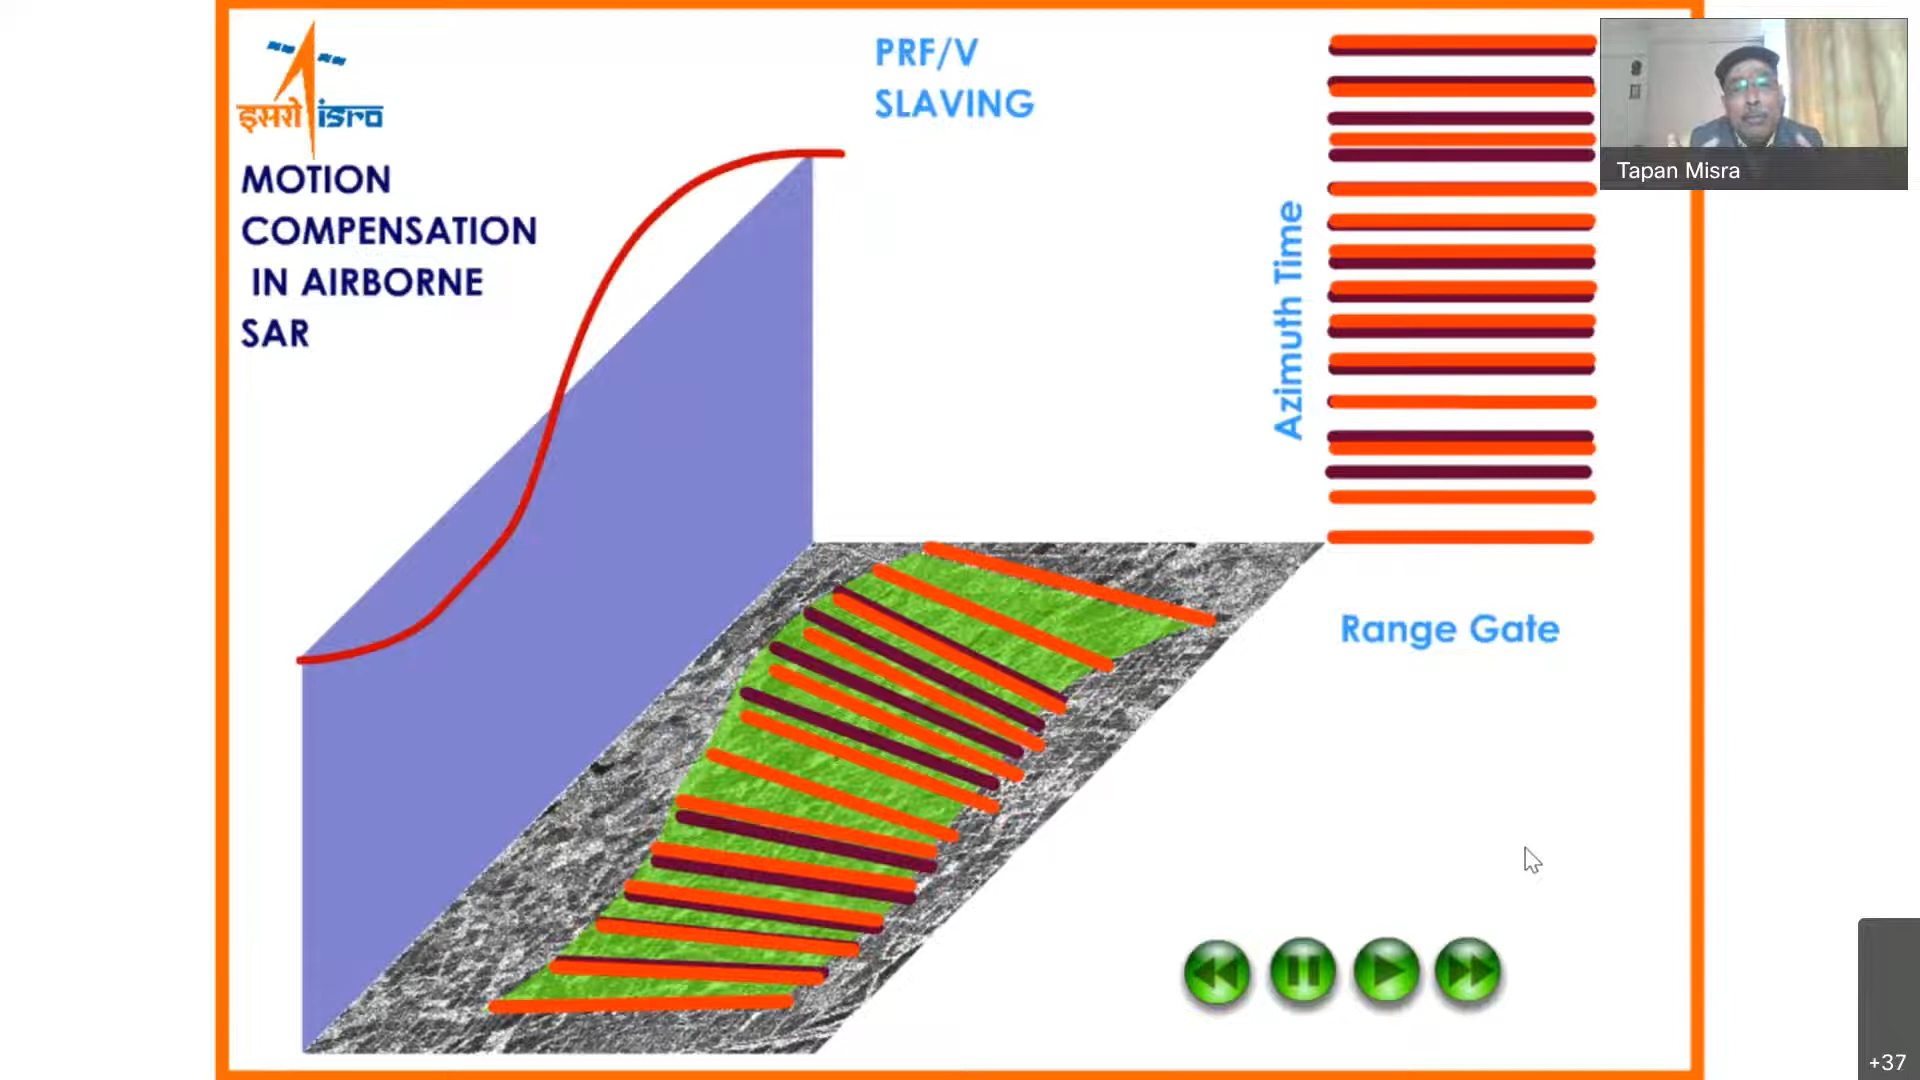 इसरो isro
MOTION
COMPENSATION
IN AIRBORNE
SAR
PRF/V
SLAVING
Azimuth Time
Range Gate
Tapan Misra
+37